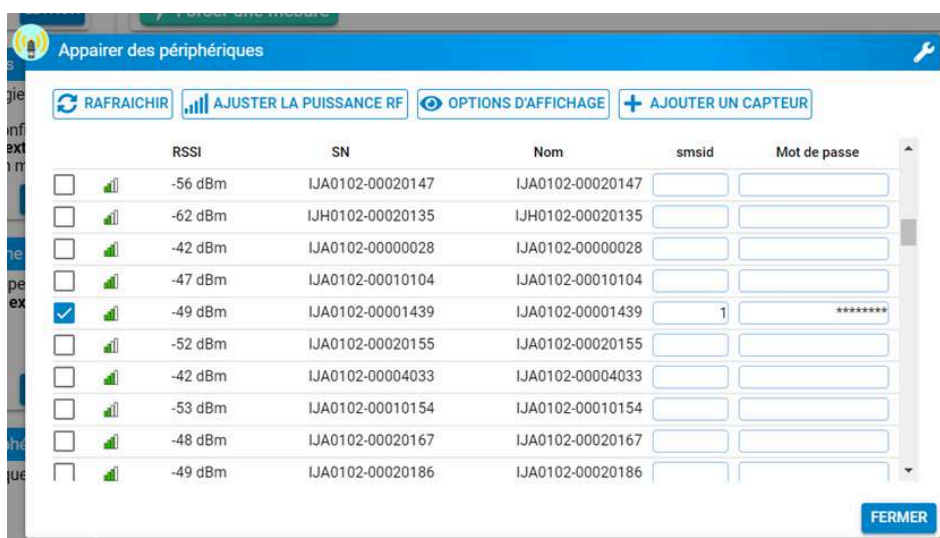 Appairer des périphériques
RAFRAICHIR AJUSTER LA PUISSANCE RF OPTIONS D'AFFICHAGE AJOUTER UN CAPTEUR
RSSI SN Nom smsid Mot de passe
-56 dBm IJA0102-00020147 IJA0102-00020147
-62 dBm IJH0102-00020135 IJH0102-00020135
-42 dBm IJA0102-00000028 IJA0102-00000028
-47 dBm IJA0102-00010104 IJA0102-00010104
-49 dBm IJA0102-00001439 IJA0102-00001439 1 ********
-52 dBm IJA0102-00020155 IJA0102-00020155
-42 dBm IJA0102-00004033 IJA0102-00004033
-53 dBm IJA0102-00010154 IJA0102-00010154
-48 dBm IJA0102-00020167 IJA0102-00020167
-49 dBm IJA0102-00020186 IJA0102-00020186
FERMER